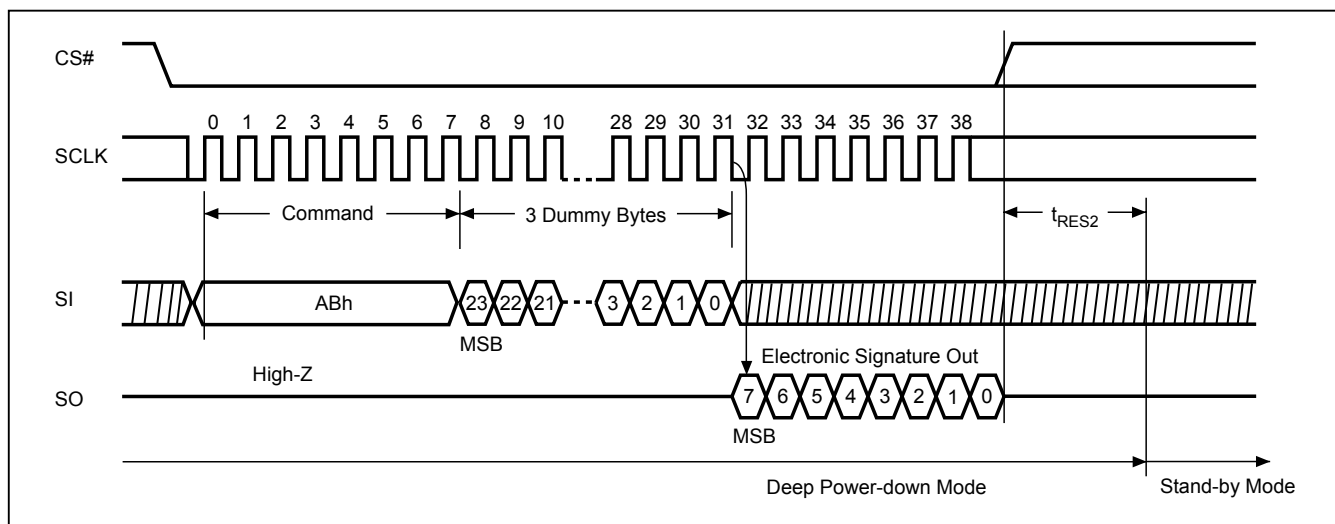 CS#
0 1 2 3 4 5 6 7 8 9 10 28 29 30 31 32 33 34 35 36 37 38
SCLK
Command 3 Dummy Bytes tRES2
SI ABh 23 22 21 3 2 1 0
MSB
Electronic Signature Out
High-Z
SO 7 6 5 4 3 2 1 0
MSB
Deep Power-down Mode Stand-by Mode